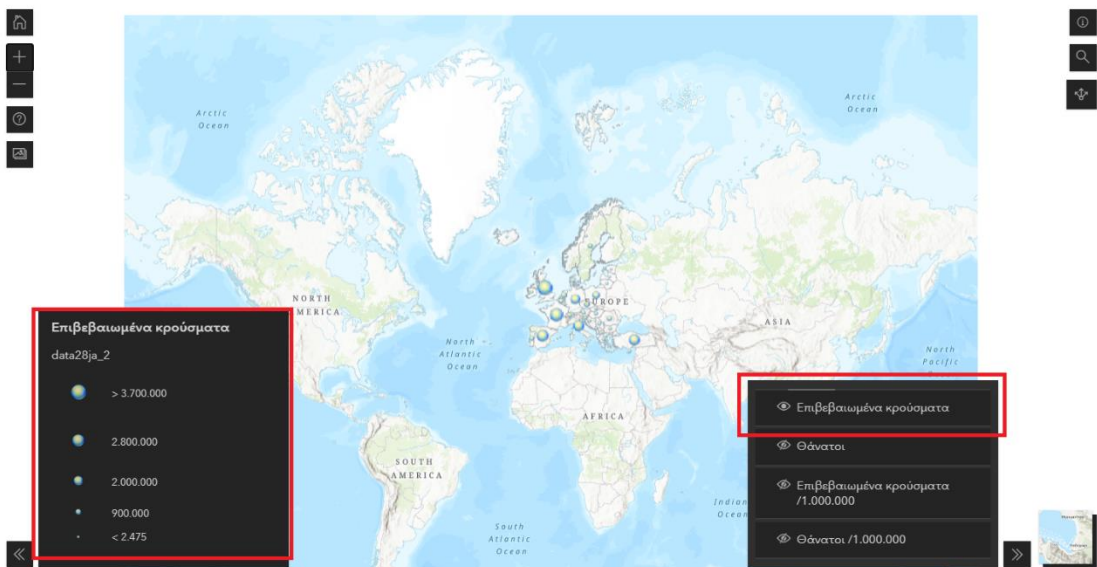 Arctic
Ocean
Arctic
Ocean
NORTH
MERICA
EUROPE
ASIA
North
Atlantic
Ocean
North
Pacific
AFRICA
SOUTH
AMERICA
Indian
Ocean
South
Atlantic
Ocean
Επιβεβαιωμένα κρούσματα
data28ja_2
> 3.700.000
2.800.000
2.000.000
900.000
< 2.475
Επιβεβαιωμένα κρούσματα
Θάνατοι
Επιβεβαιωμένα κρούσματα
/1.000.000
Θάνατοι /1.000.000